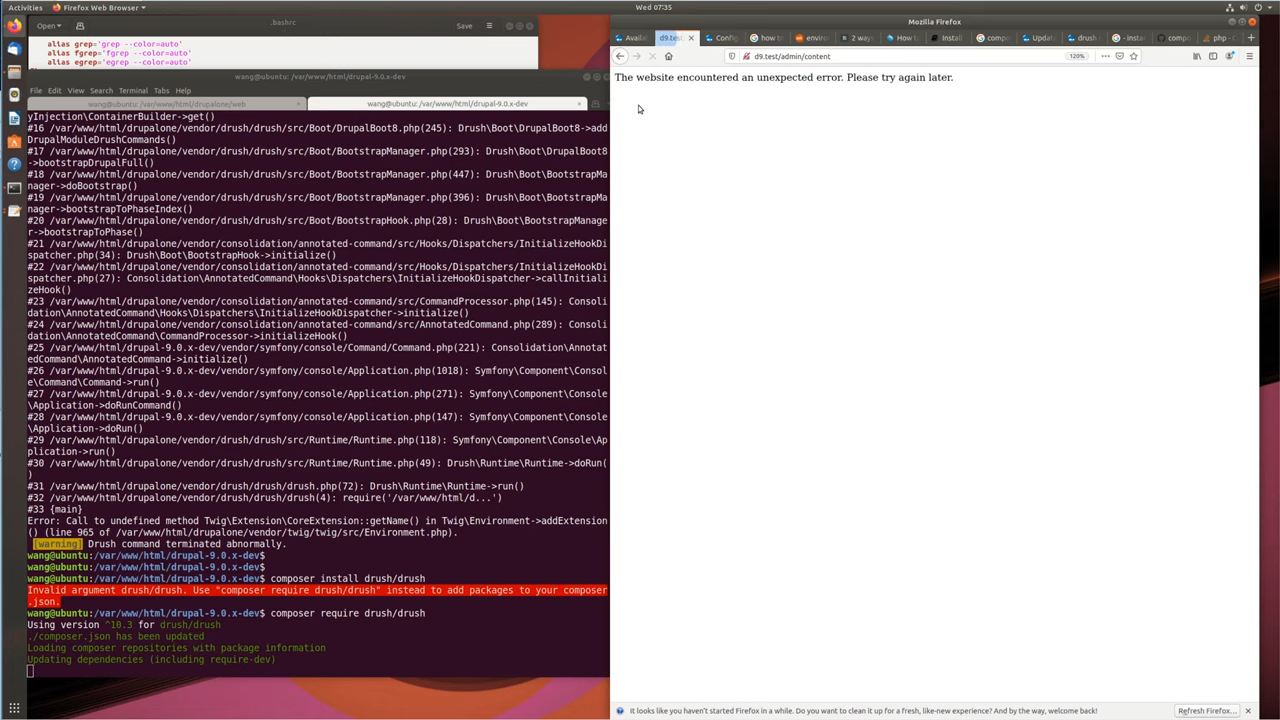 Activities
Firefox Web Browser
Wed 07:35
Open
.bashrc
Save
alias grep='grep --color=auto'
alias fgrep='fgrep --color=auto'
alias egrep='egrep --color=auto'
wang@ubuntu: /var/www/html/drupal-9.0.x-dev
File Edit View Search Terminal Tabs Help
wang@ubuntu: /var/www/html/drupalone/web
wang@ubuntu: /var/www/html/drupal-9.0.x-dev
yInjection\ContainerBuilder->get()
#16 /var/www/html/drupalone/vendor/drush/drush/src/Boot/DrupalBoot8.php(245): Drush\Boot\DrupalBoot8->add
DrupalModuleDrushCommands()
#17 /var/www/html/drupalone/vendor/drush/drush/src/Boot/BootstrapManager.php(293): Drush\Boot\DrupalBoot8
->bootstrapDrupalFull()
#18 /var/www/html/drupalone/vendor/drush/drush/src/Boot/BootstrapManager.php(447): Drush\Boot\BootstrapMa
nager->doBootstrap()
#19 /var/www/html/drupalone/vendor/drush/drush/src/Boot/BootstrapManager.php(396): Drush\Boot\BootstrapMa
nager->bootstrapToPhaseIndex()
#20 /var/www/html/drupalone/vendor/drush/drush/src/Boot/BootstrapHook.php(28): Drush\Boot\BootstrapManage
r->bootstrapToPhase()
#21 /var/www/html/drupalone/vendor/consolidation/annotated-command/src/Hooks/Dispatchers/InitializeHookDi
spatcher.php(34): Drush\Boot\BootstrapHook->initialize()
#22 /var/www/html/drupalone/vendor/consolidation/annotated-command/src/Hooks/Dispatchers/InitializeHookDi
spatcher.php(27): Consolidation\AnnotatedCommand\Hooks\Dispatchers\InitializeHookDispatcher->callInitiali
zeHook()
#23 /var/www/html/drupalone/vendor/consolidation/annotated-command/src/CommandProcessor.php(145): Consoli
dation\AnnotatedCommand\Hooks\Dispatchers\InitializeHookDispatcher->initialize()
#24 /var/www/html/drupalone/vendor/consolidation/annotated-command/src/AnnotatedCommand.php(289): Consoli
dation\AnnotatedCommand\CommandProcessor->initializeHook()
#25 /var/www/html/drupal-9.0.x-dev/vendor/symfony/console/Command/Command.php(221): Consolidation\Annotat
edCommand\AnnotatedCommand->initialize()
#26 /var/www/html/drupal-9.0.x-dev/vendor/symfony/console/Application.php(1018): Symfony\Component\Consol
e\Command\Command->run()
#27 /var/www/html/drupal-9.0.x-dev/vendor/symfony/console/Application.php(271): Symfony\Component\Console
\Application->doRunCommand()
#28 /var/www/html/drupal-9.0.x-dev/vendor/symfony/console/Application.php(147): Symfony\Component\Console
\Application->doRun()
#29 /var/www/html/drupalone/vendor/drush/drush/src/Runtime/Runtime.php(118): Symfony\Component\Console\Ap
plication->run()
#30 /var/www/html/drupalone/vendor/drush/drush/src/Runtime/Runtime.php(49): Drush\Runtime\Runtime->doRun(
)
#31 /var/www/html/drupalone/vendor/drush/drush/drush.php(72): Drush\Runtime\Runtime->run()
#32 /var/www/html/drupalone/vendor/drush/drush/drush(4): require('/var/www/html/d...')
#33 {main}
Error: Call to undefined method Twig\Extension\CoreExtension::getName() in Twig\Environment->addExtension
() (line 965 of /var/www/html/drupalone/vendor/twig/twig/src/Environment.php).
[warning] Drush command terminated abnormally.
wang@ubuntu:/var/www/html/drupal-9.0.x-dev$
wang@ubuntu:/var/www/html/drupal-9.0.x-dev$
wang@ubuntu:/var/www/html/drupal-9.0.x-dev$ composer install drush/drush
Invalid argument drush/drush. Use "composer require drush/drush" instead to add packages to your composer
.json.
wang@ubuntu:/var/www/html/drupal-9.0.x-dev$ composer require drush/drush
Using version ^10.3 for drush/drush
./composer.json has been updated
Loading composer repositories with package information
Updating dependencies (including require-dev)
Mozilla Firefox
Availa
d9.test
Config
how to
environ
2 ways
How to
Install
compo
Updat
drush
- insta
compo
php -
d9.test/admin/content
120%
The website encountered an unexpected error. Please try again later.
It looks like you haven't started Firefox in a while. Do you want to clean it up for a fresh, like-new experience? And by the way, welcome back!
Refresh Firefox...